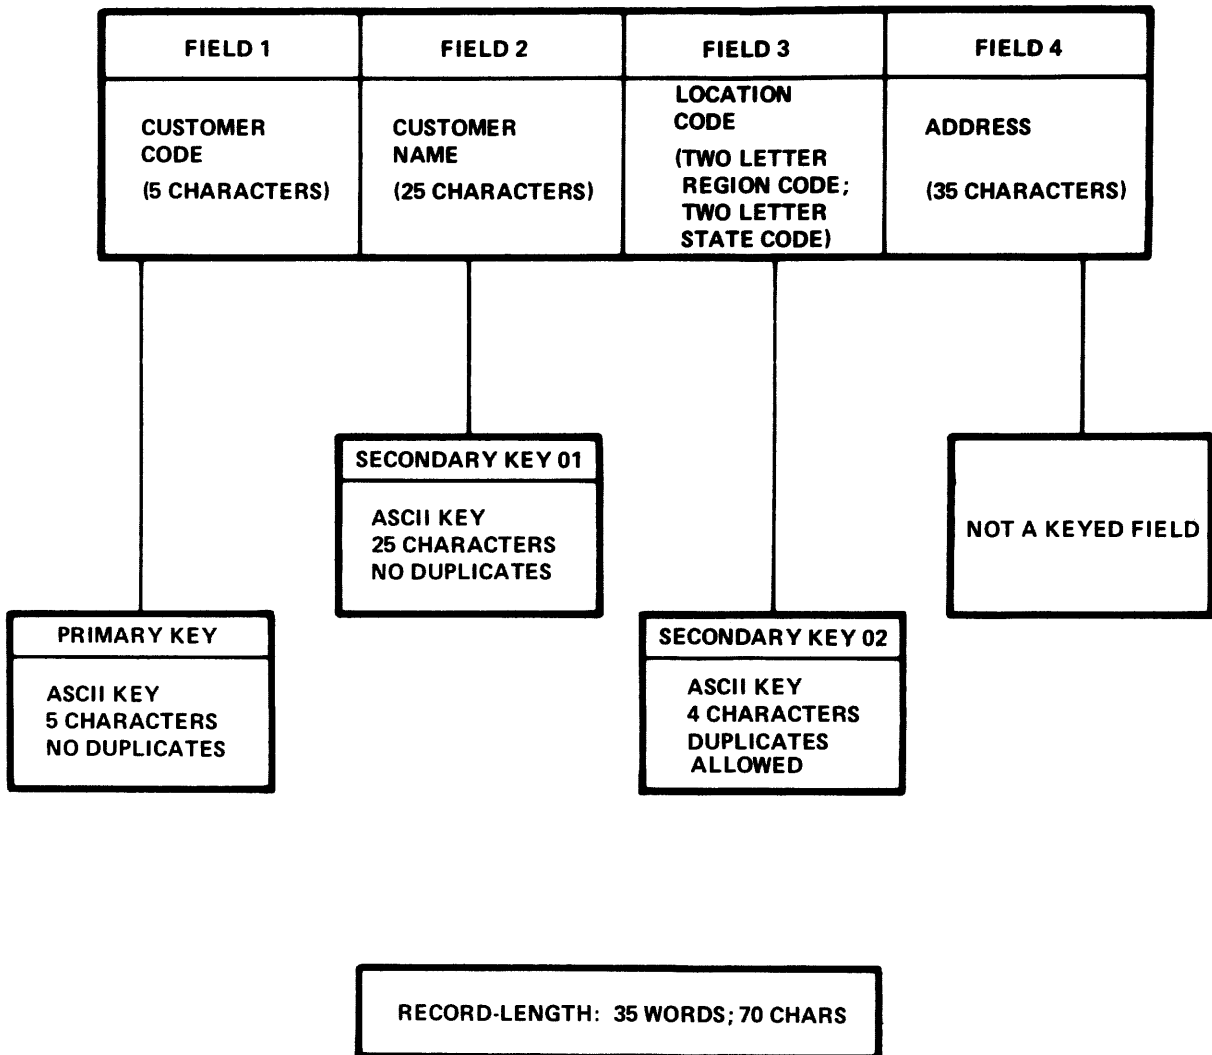 FIELD 1
FIELD 2
FIELD 3
FIELD 4
CUSTOMER
CODE
(5 CHARACTERS)
CUSTOMER
NAME
(25 CHARACTERS)
LOCATION
CODE
(TWO LETTER
REGION CODE;
TWO LETTER
STATE CODE)
ADDRESS
(35 CHARACTERS)
SECONDARY KEY 01
ASCII KEY
25 CHARACTERS
NO DUPLICATES
NOT A KEYED FIELD
PRIMARY KEY
ASCII KEY
5 CHARACTERS
NO DUPLICATES
SECONDARY KEY 02
ASCII KEY
4 CHARACTERS
DUPLICATES
ALLOWED
RECORD-LENGTH: 35 WORDS; 70 CHARS